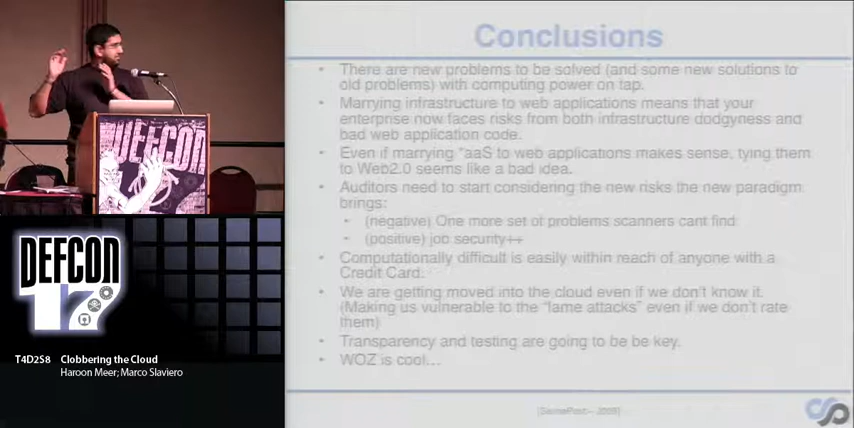 Conclusions
• There are new problems to be solved (and some new solutions to
old problems) with computing power on tap.
• Marrying infrastructure to web applications means that your
enterprise now faces risks from both infrastructure dodgyness and
bad web application code.
• Even if marrying *aaS to web applications makes sense, tying them
to Web2.0 seems like a bad idea.
• Auditors need to start considering the new risks the new paradigm
brings:
• (negative) One more set of problems scanners cant find
• (positive) job security++
• Computationally difficult is easily within reach of anyone with a
Credit Card.
• We are getting moved into the cloud even if we don't know it.
(Making us vulnerable to the "lame attacks" even if we don't rate
them)
• Transparency and testing are going to be be key.
• WOZ is cool…
[SensePost – 2009]
DEFCON
DEFCON
17
T4D2S8 Clobbering the Cloud
Haroon Meer; Marco Slaviero